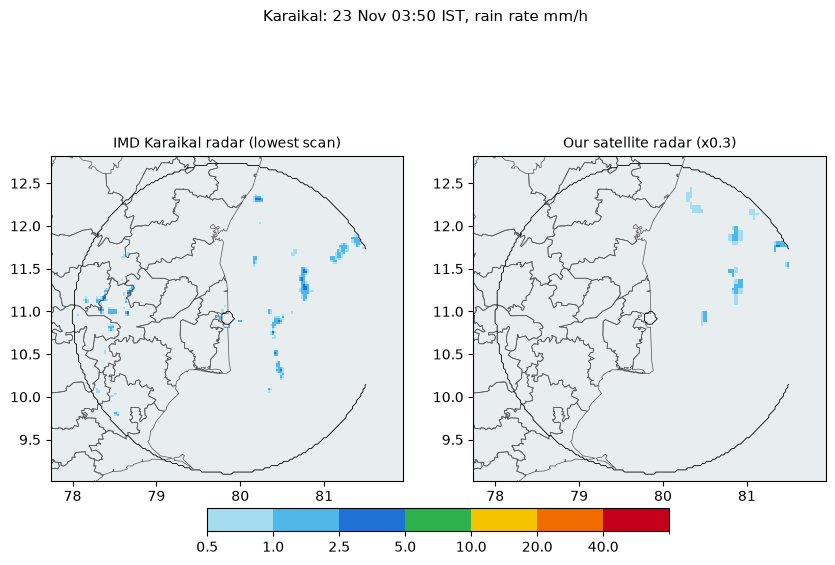 Karaikal: 23 Nov 03:50 IST, rain rate mm/h
IMD Karaikal radar (lowest scan)
Our satellite radar (x0.3)
12.5
12.0
11.5
11.0
10.5
10.0
9.5
78 79 80 81
12.5
12.0
11.5
11.0
10.5
10.0
9.5
78 79 80 81
0.5 1.0 2.5 5.0 10.0 20.0 40.0